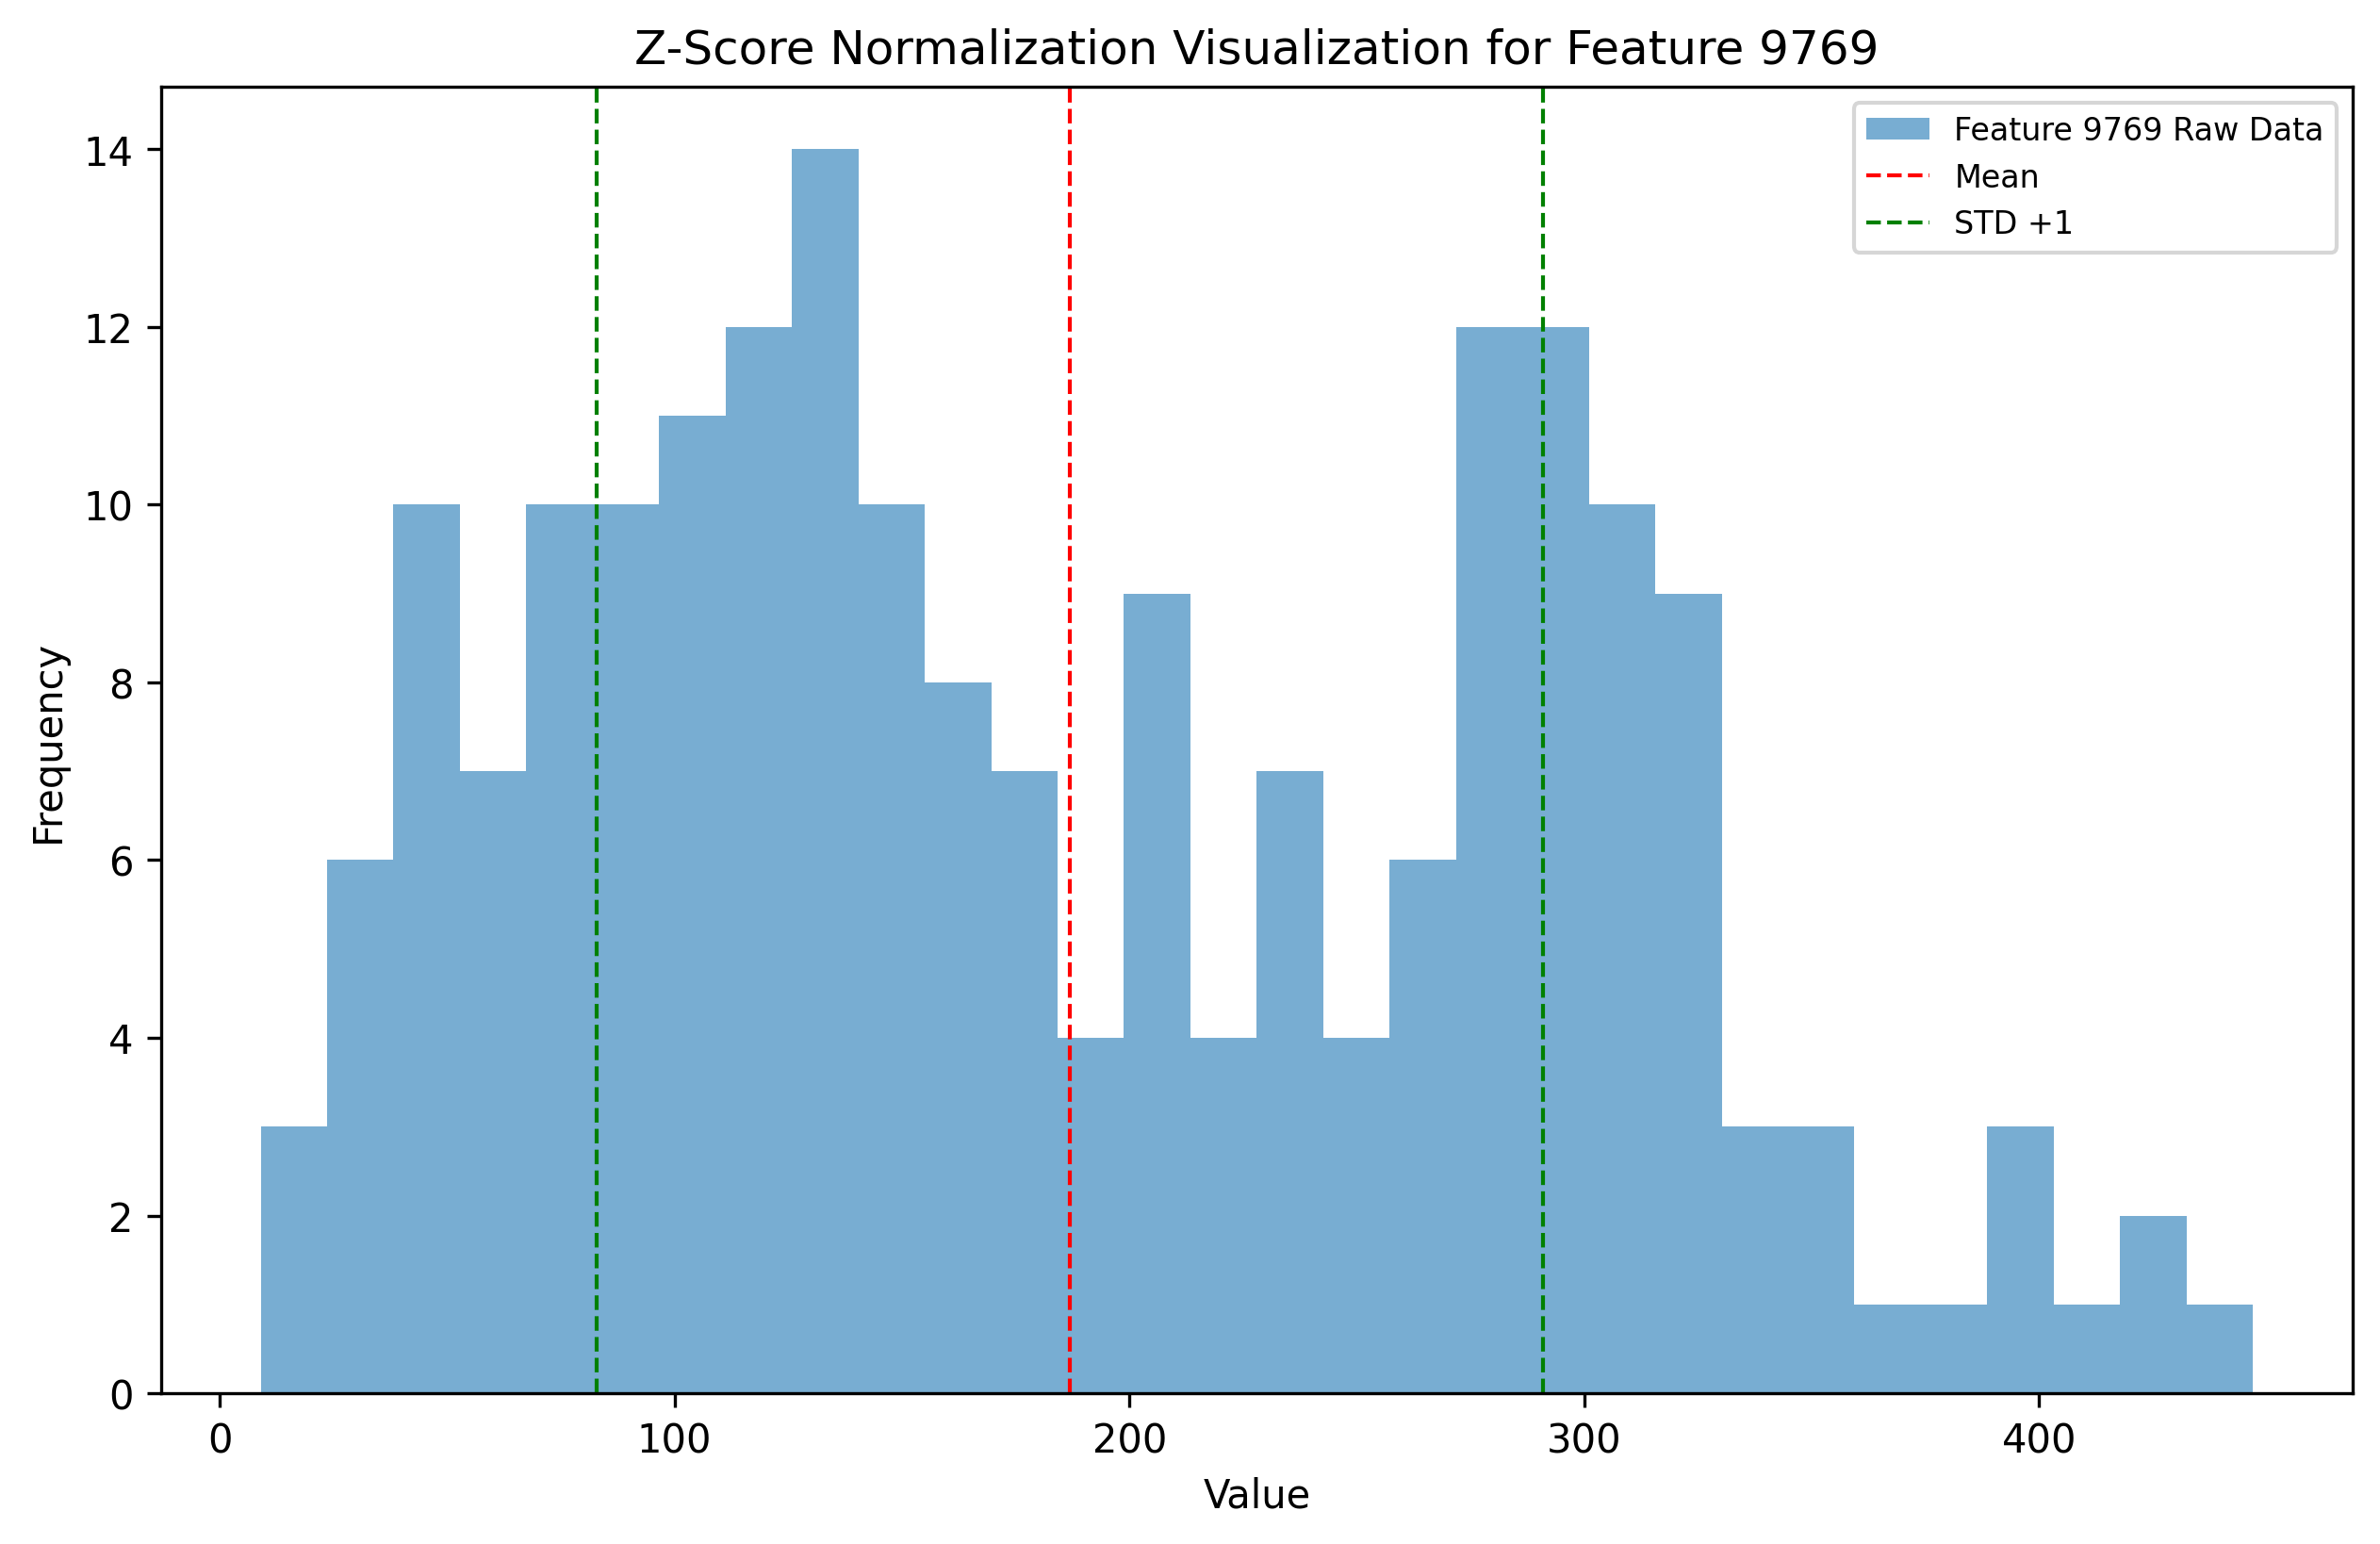 Z-Score Normalization Visualization for Feature 9769
Feature 9769 Raw Data
Mean
STD +1
14
12
10
8
6
4
2
0
Frequency
0 100 200 300 400
Value